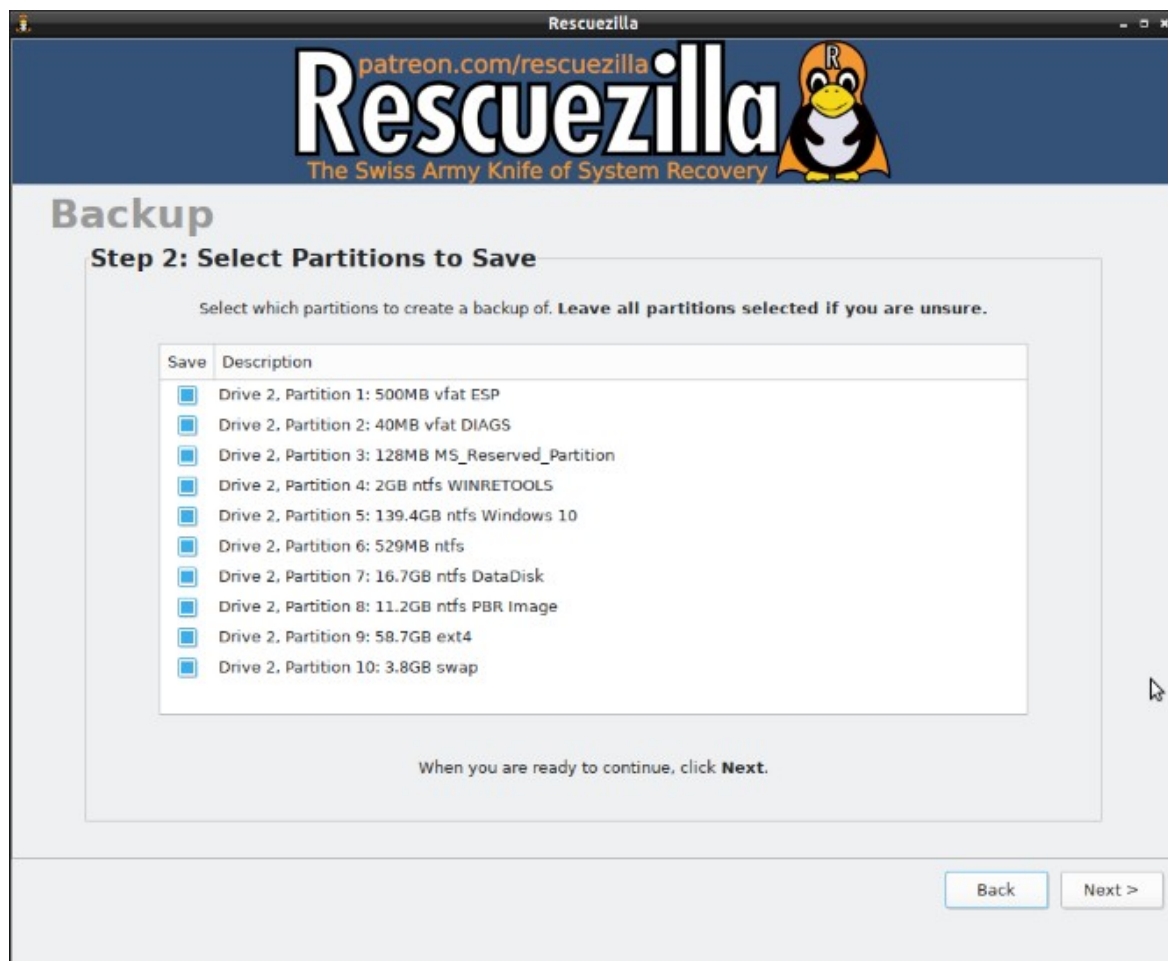 Rescuezilla
patreon.com/rescuezilla
Rescuezilla
R
The Swiss Army Knife of System Recovery
Backup
Step 2: Select Partitions to Save
Select which partitions to create a backup of. Leave all partitions selected if you are unsure.
Save Description
Drive 2, Partition 1: 500MB vfat ESP
Drive 2, Partition 2: 40MB vfat DIAGS
Drive 2, Partition 3: 128MB MS_Reserved_Partition
Drive 2, Partition 4: 2GB ntfs WINRETOOLS
Drive 2, Partition 5: 139.4GB ntfs Windows 10
Drive 2, Partition 6: 529MB ntfs
Drive 2, Partition 7: 16.7GB ntfs DataDisk
Drive 2, Partition 8: 11.2GB ntfs PBR Image
Drive 2, Partition 9: 58.7GB ext4
Drive 2, Partition 10: 3.8GB swap
When you are ready to continue, click Next.
Back Next >